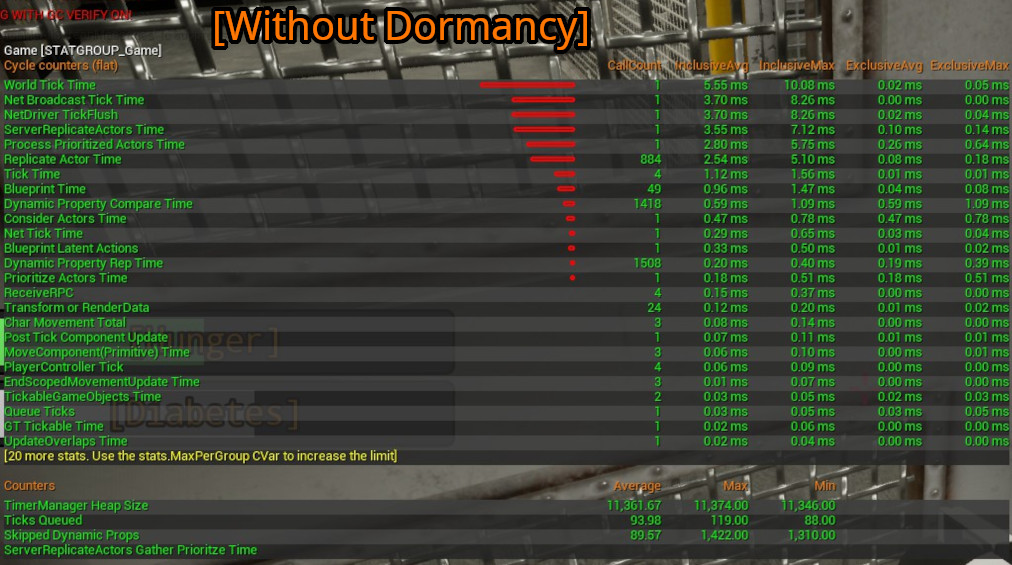 G WITH GC VERIFY ON!
[Without Dormancy]
Game [STATGROUP_Game]
Cycle counters (flat) CallCount InclusiveAvg InclusiveMax ExclusiveAvg ExclusiveMax
World Tick Time 1 5.55 ms 10.08 ms 0.02 ms 0.05 ms
Net Broadcast Tick Time 1 3.70 ms 8.26 ms 0.00 ms 0.00 ms
NetDriver TickFlush 1 3.70 ms 8.26 ms 0.02 ms 0.04 ms
ServerReplicateActors Time 1 3.55 ms 7.12 ms 0.10 ms 0.14 ms
Process Prioritized Actors Time 1 2.80 ms 5.75 ms 0.26 ms 0.64 ms
Replicate Actor Time 884 2.54 ms 5.10 ms 0.08 ms 0.18 ms
Tick Time 4 1.12 ms 1.56 ms 0.01 ms 0.01 ms
Blueprint Time 49 0.96 ms 1.47 ms 0.04 ms 0.08 ms
Dynamic Property Compare Time 1418 0.59 ms 1.09 ms 0.59 ms 1.09 ms
Consider Actors Time 1 0.47 ms 0.78 ms 0.47 ms 0.78 ms
Net Tick Time 1 0.29 ms 0.65 ms 0.03 ms 0.04 ms
Blueprint Latent Actions 1 0.33 ms 0.50 ms 0.01 ms 0.02 ms
Dynamic Property Rep Time 1508 0.20 ms 0.40 ms 0.19 ms 0.39 ms
Prioritize Actors Time 1 0.18 ms 0.51 ms 0.18 ms 0.51 ms
ReceiveRPC 4 0.15 ms 0.37 ms 0.00 ms 0.00 ms
Transform or RenderData 24 0.12 ms 0.20 ms 0.01 ms 0.02 ms
Char Movement Total 3 0.08 ms 0.14 ms 0.00 ms 0.00 ms
Post Tick Component Update 1 0.07 ms 0.11 ms 0.01 ms 0.01 ms
MoveComponent(Primitive) Time 3 0.06 ms 0.10 ms 0.00 ms 0.01 ms
PlayerController Tick 4 0.06 ms 0.09 ms 0.00 ms 0.00 ms
EndScopedMovementUpdate Time 3 0.01 ms 0.07 ms 0.00 ms 0.00 ms
TickableGameObjects Time 2 0.03 ms 0.05 ms 0.02 ms 0.03 ms
[Diabetes]
Queue Ticks 1 0.03 ms 0.05 ms 0.03 ms 0.05 ms
GT Tickable Time 1 0.02 ms 0.06 ms 0.00 ms 0.00 ms
UpdateOverlaps Time 1 0.02 ms 0.04 ms 0.00 ms 0.00 ms
[20 more stats. Use the stats.MaxPerGroup CVar to increase the limit]
Counters Average Max Min
TimerManager Heap Size 11,361.67 11,374.00 11,346.00
Ticks Queued 93.98 119.00 88.00
Skipped Dynamic Props 89.57 1,422.00 1,310.00
ServerReplicateActors Gather Prioritze Time